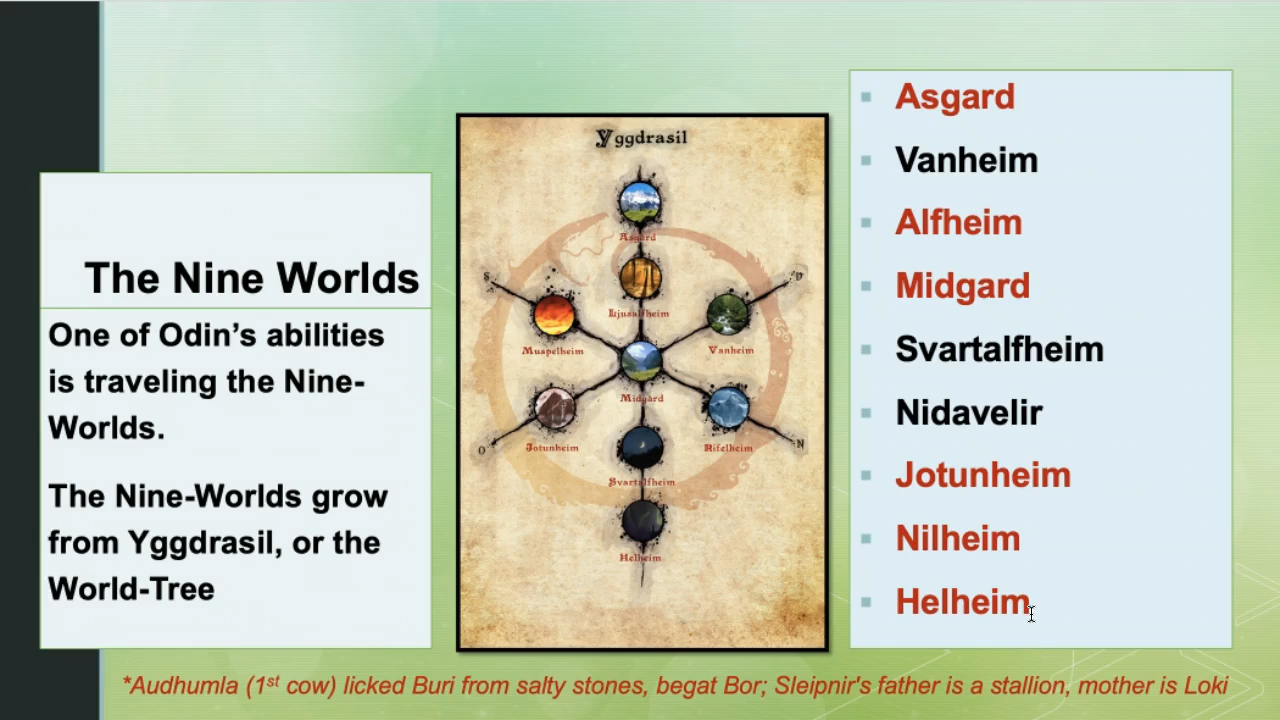 The Nine Worlds
One of Odin’s abilities
is traveling the Nine-
Worlds.
The Nine-Worlds grow
from Yggdrasil, or the
World-Tree
Yggdrasil
Asgard
Ljusalfheim
S
D
Muspelheim
Vanheim
Midgard
Jotunheim
Nifelheim
O
N
Svartalfheim
Helheim
Asgard
Vanheim
Alfheim
Midgard
Svartalfheim
Nidavelir
Jotunheim
Nilheim
Helheim
*Audhumla (1st cow) licked Buri from salty stones, begat Bor; Sleipnir's father is a stallion, mother is Loki